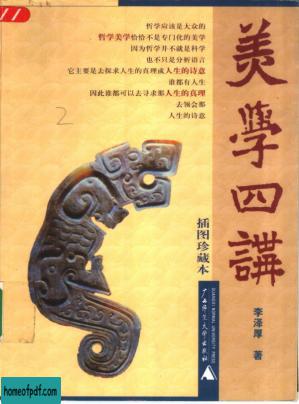 哲学应该是大众的
哲学美学恰恰不是专门化的美学
因为哲学并不就是科学
也不只是分析语言
它主要是去探求人生的真理或人生的诗意
谁都有人生
因此谁都可以去寻求那人生的真理
去领会那
人生的诗意
美學四講
插图珍藏本
李泽厚 著
广西师范大学出版社
GUANGXI NORMAL UNIVERSITY PRESS
2
homeofpdf.com